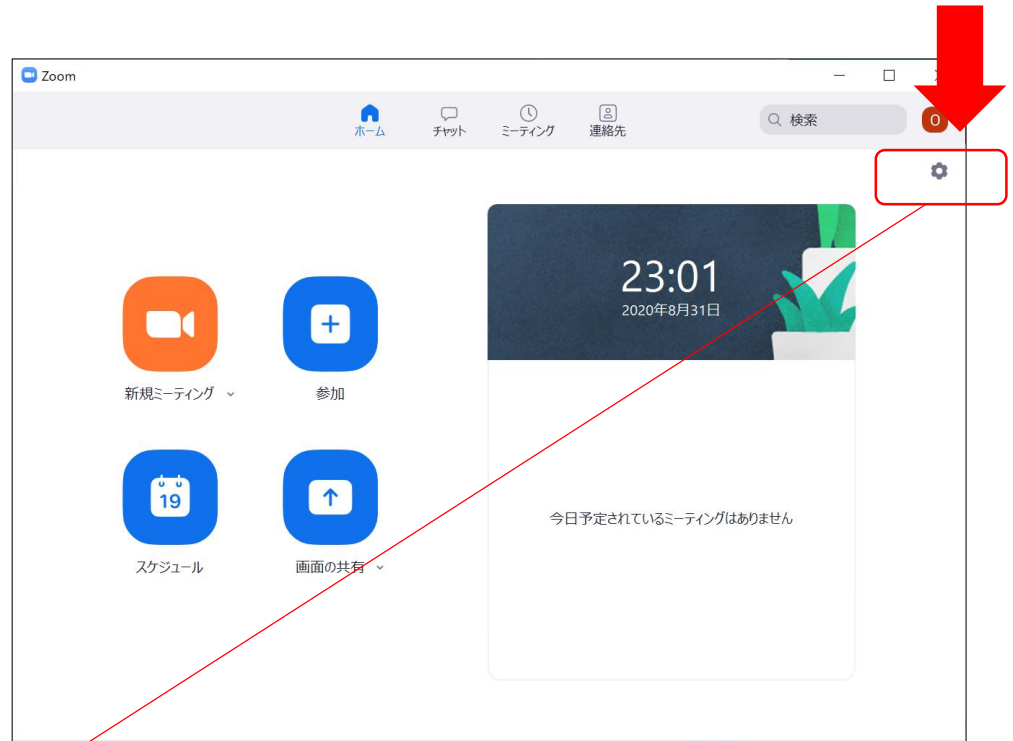 Zoom
ホーム
チャット
ミーティング
連絡先
検索
O
23:01
2020年8月31日
新規ミーティング
参加
19
スケジュール
画面の共有
今日予定されているミーティングはありません